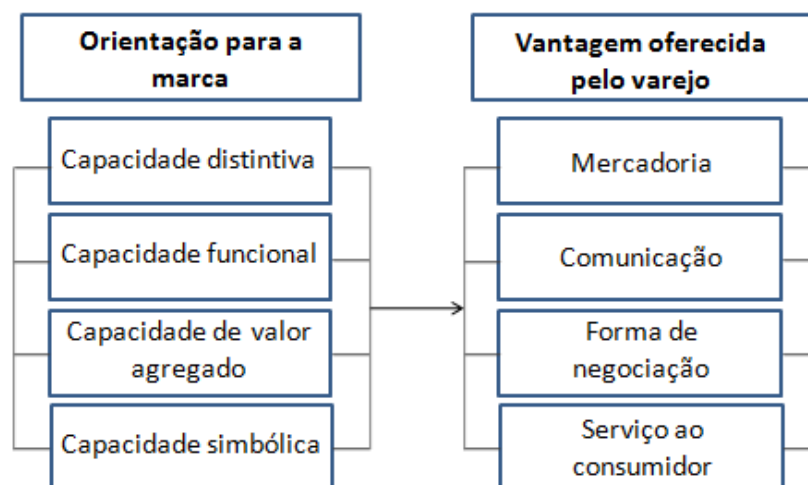 Orientação para a
marca
Capacidade distintiva
Capacidade funcional
Capacidade de valor
agregado
Capacidade simbólica
Vantagem oferecida
pelo varejo
Mercadoria
Comunicação
Forma de
negociação
Serviço ao
consumidor